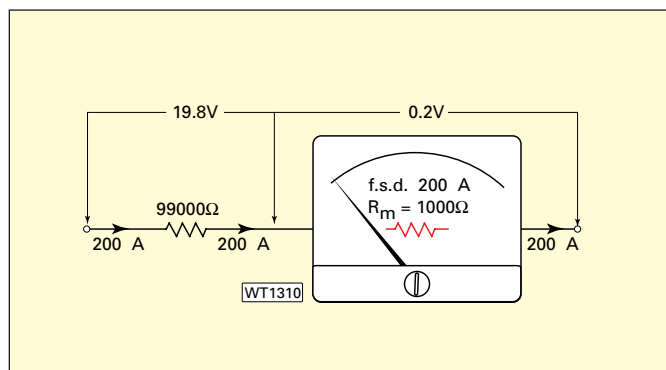 19.8V 0.2V
f.s.d. 200 A
99000Ω Rm = 1000Ω
200 A 200 A 200 A
WT1310